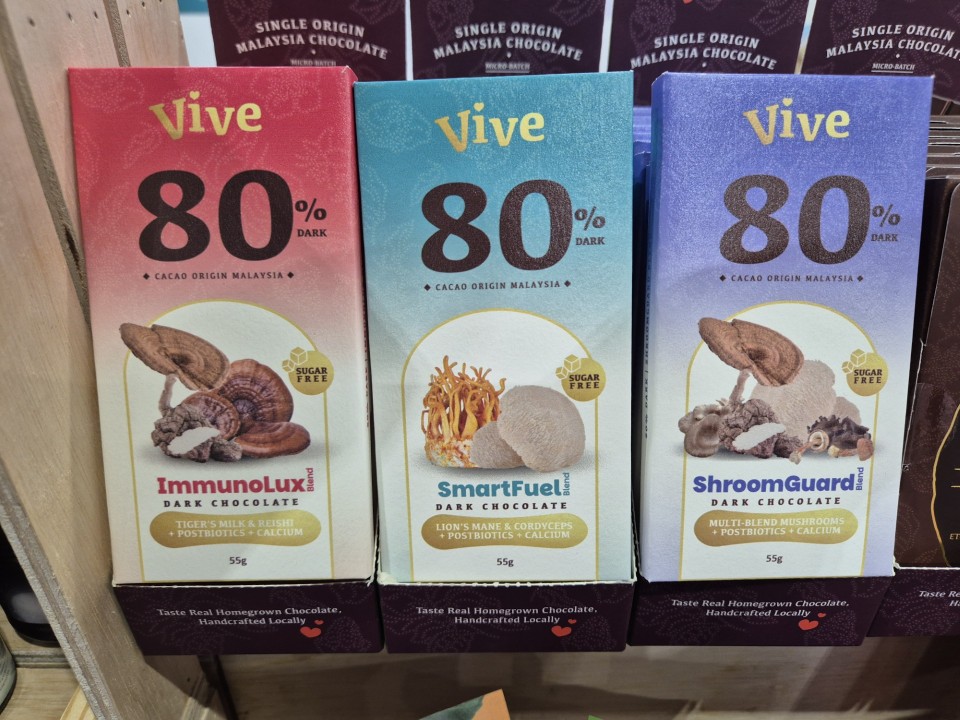 SINGLE ORIGIN
MALAYSIA CHOCOLATE
MICRO-BATCH
SINGLE ORIGIN
MALAYSIA CHOCOLATE
MICRO-BATCH
SINGLE ORIGIN
MALAYSIA CHOCOLATE
SINGLE ORIGIN
MALAYSIA CHOCOLATE
MICRO-BATCH
Vive
80%
DARK
◆ CACAO ORIGIN MALAYSIA ◆
SUGAR
FREE
ImmunoLux Blend
DARK CHOCOLATE
TIGER'S MILK & REISHI
+ POSTBIOTICS + CALCIUM
55g
Taste Real Homegrown Chocolate,
Handcrafted Locally
Vive
80%
DARK
◆ CACAO ORIGIN MALAYSIA ◆
SUGAR
FREE
SmartFuel Blend
DARK CHOCOLATE
LION'S MANE & CORDYCEPS
+ POSTBIOTICS + CALCIUM
55g
Taste Real Homegrown Chocolate,
Handcrafted Locally
Vive
80%
DARK
◆ CACAO ORIGIN MALAYSIA ◆
SUGAR
FREE
ShroomGuard Blend
DARK CHOCOLATE
MULTI-BLEND MUSHROOMS
+ POSTBIOTICS + CALCIUM
55g
Taste Real Homegrown Chocolate,
Handcrafted Locally
Taste Re